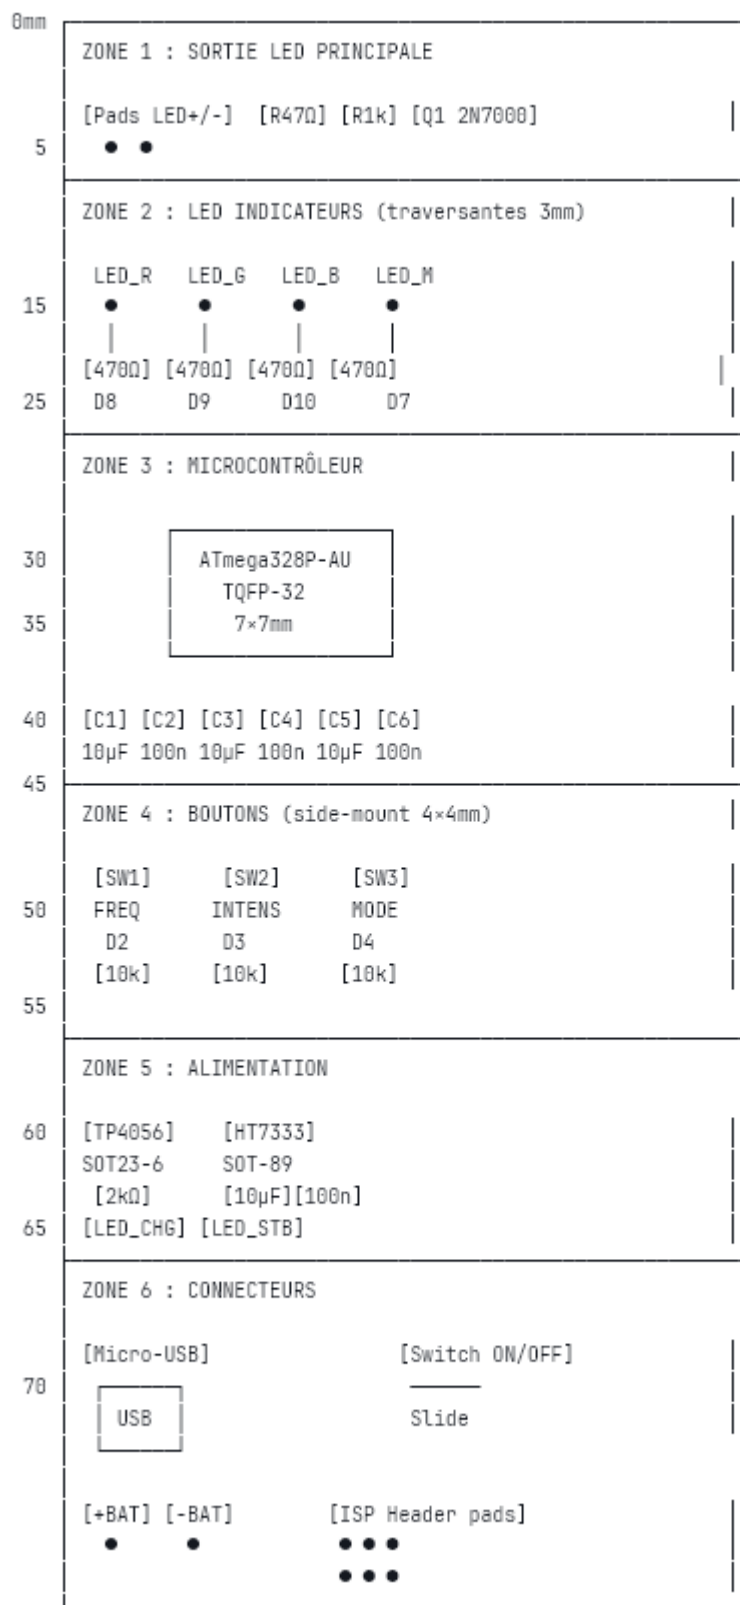 0mm
ZONE 1 : SORTIE LED PRINCIPALE
[Pads LED+/-] [R47Ω] [R1k] [Q1 2N7000]
5
ZONE 2 : LED INDICATEURS (traversantes 3mm)
LED_R LED_G LED_B LED_M
15
[470Ω] [470Ω] [470Ω] [470Ω]
25 D8 D9 D10 D7
ZONE 3 : MICROCONTRÔLEUR
30 ATmega328P-AU
TQFP-32
35 7×7mm
40 [C1] [C2] [C3] [C4] [C5] [C6]
10µF 100n 10µF 100n 10µF 100n
45
ZONE 4 : BOUTONS (side-mount 4×4mm)
[SW1] [SW2] [SW3]
50 FREQ INTENS MODE
D2 D3 D4
[10k] [10k] [10k]
55
ZONE 5 : ALIMENTATION
60 [TP4056] [HT7333]
SOT23-6 SOT-89
[2kΩ] [10µF][100n]
65 [LED_CHG] [LED_STB]
ZONE 6 : CONNECTEURS
[Micro-USB] [Switch ON/OFF]
70
USB Slide
[+BAT] [-BAT] [ISP Header pads]